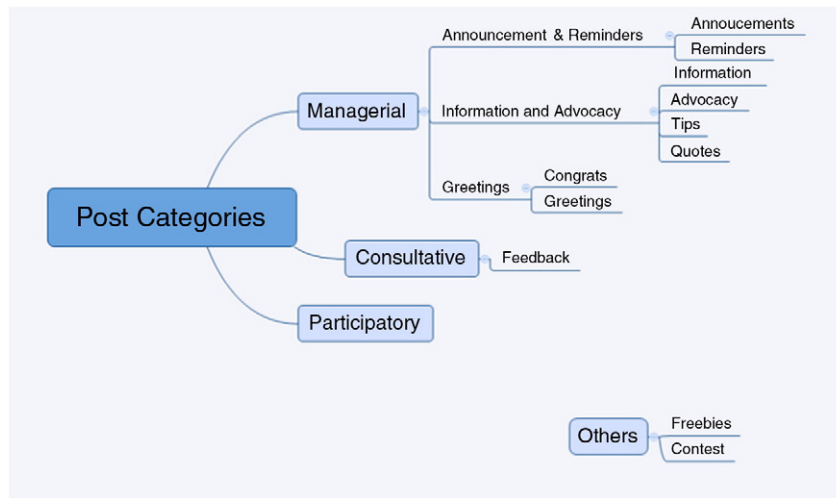 Post Categories
Managerial
Announcement & Reminders
Annoucements
Reminders
Information and Advocacy
Information
Advocacy
Tips
Quotes
Greetings
Congrats
Greetings
Consultative
Feedback
Participatory
Others
Freebies
Contest